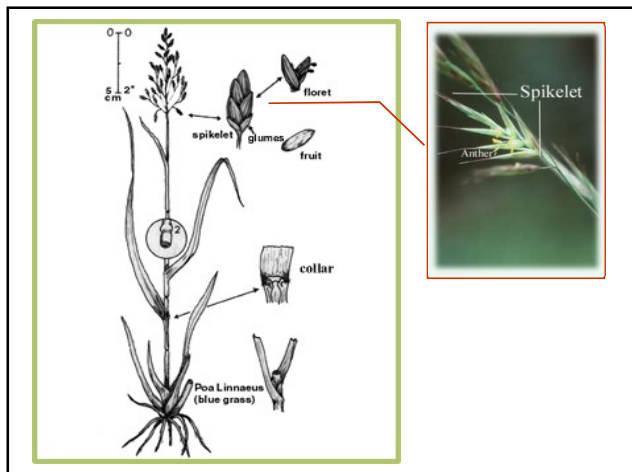 0 0
5 2"
cm
spikelet
glumes
floret
fruit
2
collar
Poa Linnaeus
(blue grass)
Spikelet
Anther